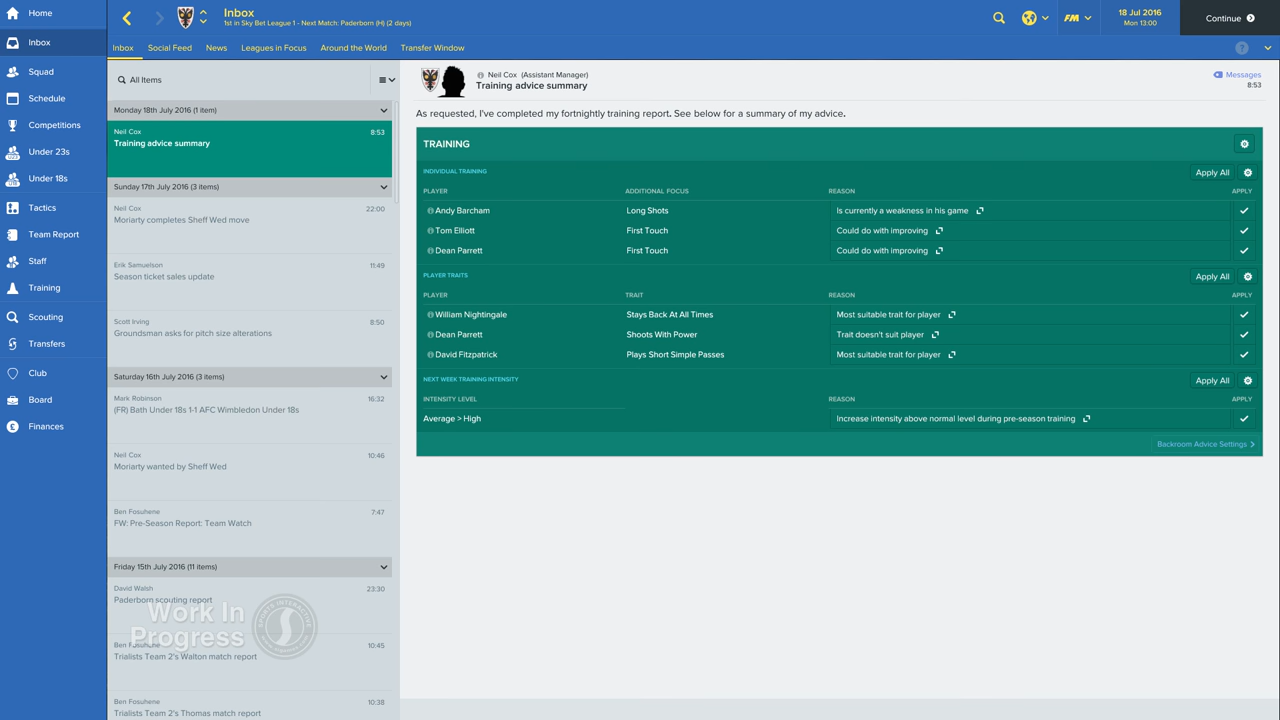 Home
Inbox
Squad
Schedule
Competitions
Under 23s
Under 18s
Tactics
Team Report
Staff
Training
Scouting
Transfers
Club
Board
Finances
Inbox
1st in Sky Bet League 1 - Next Match: Paderborn (H) (2 days)
FM
18 Jul 2016
Mon 13:00
Continue
Inbox Social Feed News Leagues in Focus Around the World Transfer Window
All Items
Monday 18th July 2016 (1 item)
Neil Cox 8:53
Training advice summary
Sunday 17th July 2016 (3 items)
Neil Cox 22:00
Moriarty completes Sheff Wed move
Erik Samuelson 11:49
Season ticket sales update
Scott Irving 8:50
Groundsman asks for pitch size alterations
Saturday 16th July 2016 (3 items)
Mark Robinson 16:32
(FR) Bath Under 18s 1-1 AFC Wimbledon Under 18s
Neil Cox 10:46
Moriarty wanted by Sheff Wed
Ben Fosuhene 7:47
FW: Pre-Season Report: Team Watch
Friday 15th July 2016 (11 items)
David Walsh 23:30
Paderborn scouting report
Work In
Progress
SPORTS INTERACTIVE
Ben Fosuhene 10:45
Trialists Team 2's Walton match report
Ben Fosuhene 10:38
Trialists Team 2's Thomas match report
Neil Cox (Assistant Manager) Messages
Training advice summary 8:53
As requested, I've completed my fortnightly training report. See below for a summary of my advice.
TRAINING
INDIVIDUAL TRAINING Apply All
PLAYER ADDITIONAL FOCUS REASON APPLY
Andy Barcham Long Shots Is currently a weakness in his game
Tom Elliott First Touch Could do with improving
Dean Parrett First Touch Could do with improving
PLAYER TRAITS Apply All
PLAYER TRAIT REASON APPLY
William Nightingale Stays Back At All Times Most suitable trait for player
Dean Parrett Shoots With Power Trait doesn't suit player
David Fitzpatrick Plays Short Simple Passes Most suitable trait for player
NEXT WEEK TRAINING INTENSITY Apply All
INTENSITY LEVEL REASON APPLY
Average > High Increase intensity above normal level during pre-season training
Backroom Advice Settings